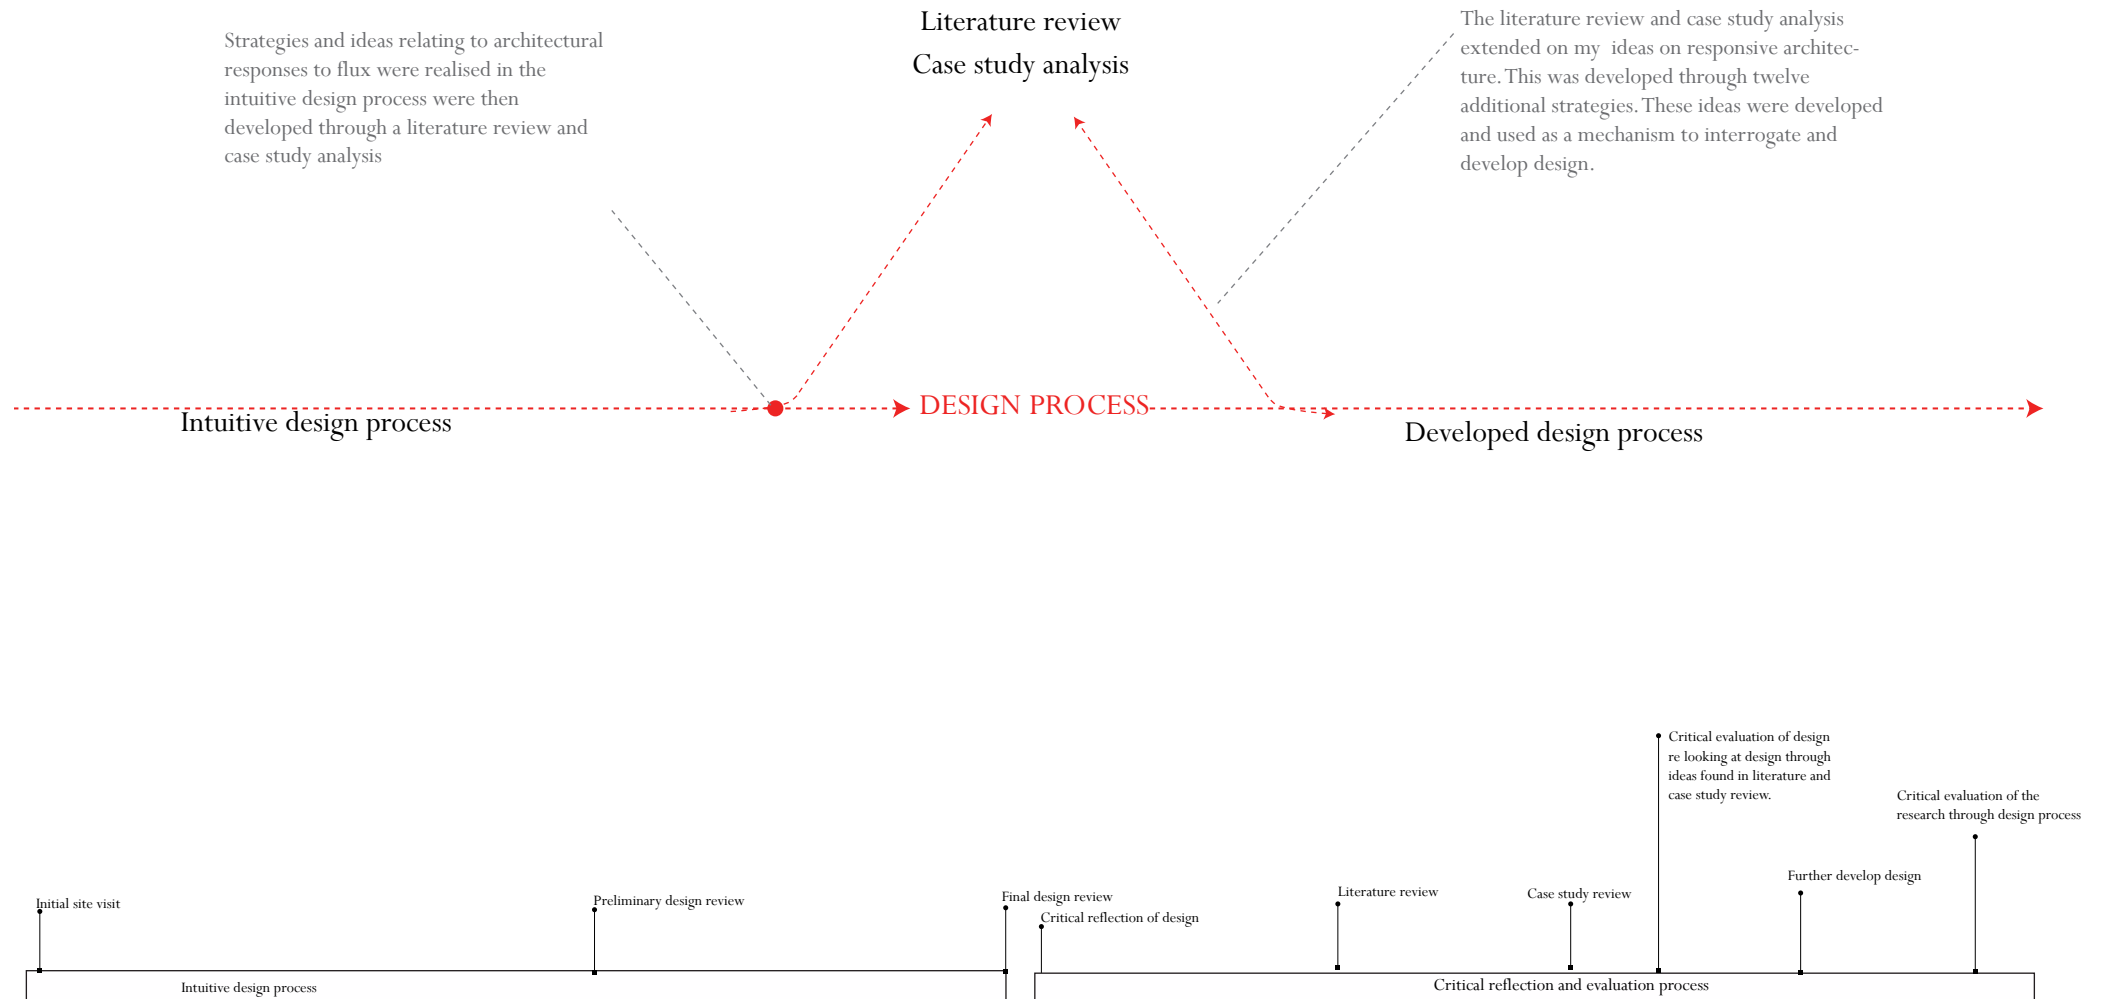 Strategies and ideas relating to architectural
responses to flux were realised in the
intuitive design process were then
developed through a literature review and
case study analysis
Literature review
Case study analysis
The literature review and case study analysis
extended on my ideas on responsive architec-
ture. This was developed through twelve
additional strategies. These ideas were developed
and used as a mechanism to interrogate and
develop design.
Intuitive design process
DESIGN PROCESS
Developed design process
Critical evaluation of design
re looking at design through
ideas found in literature and
case study review.
Critical evaluation of the
research through design process
Initial site visit
Preliminary design review
Final design review
Critical reflection of design
Literature review
Case study review
Further develop design
Intuitive design process
Critical reflection and evaluation process